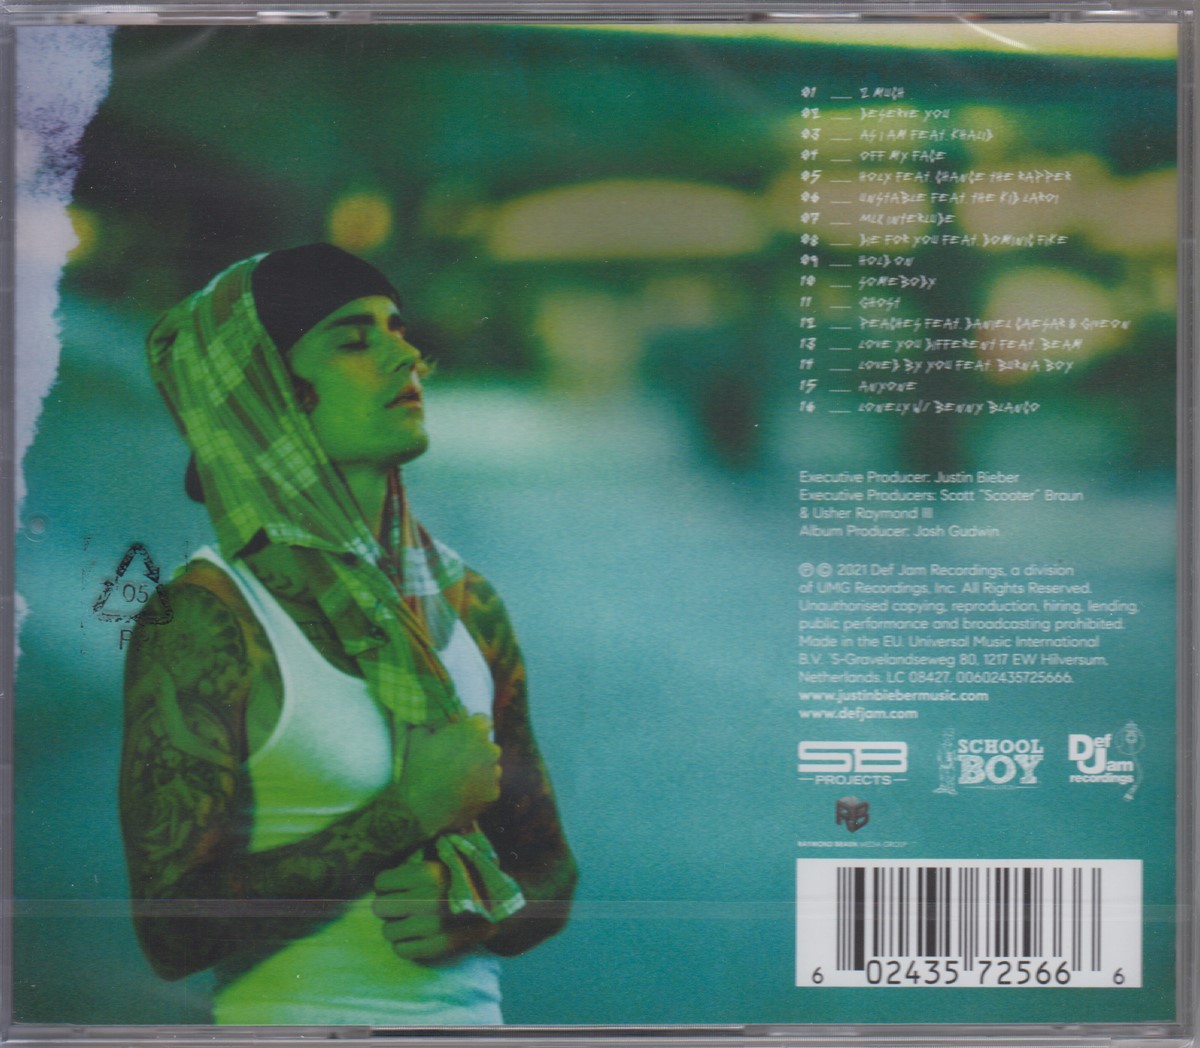 01 __ 2 MUCH
02 __ DESERVE YOU
03 __ AS I AM FEAT. KHALID
04 __ OFF MY FACE
05 __ HOLY FEAT. CHANCE THE RAPPER
06 __ UNSTABLE FEAT. THE KID LAROI
07 __ MLK INTERLUDE
08 __ DIE FOR YOU FEAT. DOMINIC FIKE
09 __ HOLD ON
10 __ SOMEBODY
11 __ GHOST
12 __ PEACHES FEAT. DANIEL CAESAR & GIVEON
13 __ LOVE YOU DIFFERENT FEAT. BEAM
14 __ LOVED BY YOU FEAT. BURNA BOY
15 __ ANYONE
16 __ LONELY W/ BENNY BLANCO
Executive Producer: Justin Bieber
Executive Producers: Scott "Scooter" Braun
& Usher Raymond III
Album Producer: Josh Gudwin
℗ © 2021 Def Jam Recordings, a division
of UMG Recordings, Inc. All Rights Reserved.
Unauthorised copying, reproduction, hiring, lending,
public performance and broadcasting prohibited.
Made in the EU. Universal Music International
B.V. 'S-Gravelandseweg 80, 1217 EW Hilversum,
Netherlands. LC 08427. 00602435725666.
www.justinbiebermusic.com
www.defjam.com
SB
PROJECTS
SCHOOL
BOY
Def
Jam
recordings
RB
RAYMOND BRAUN MEDIA GROUP
6 02435 72566 6
05